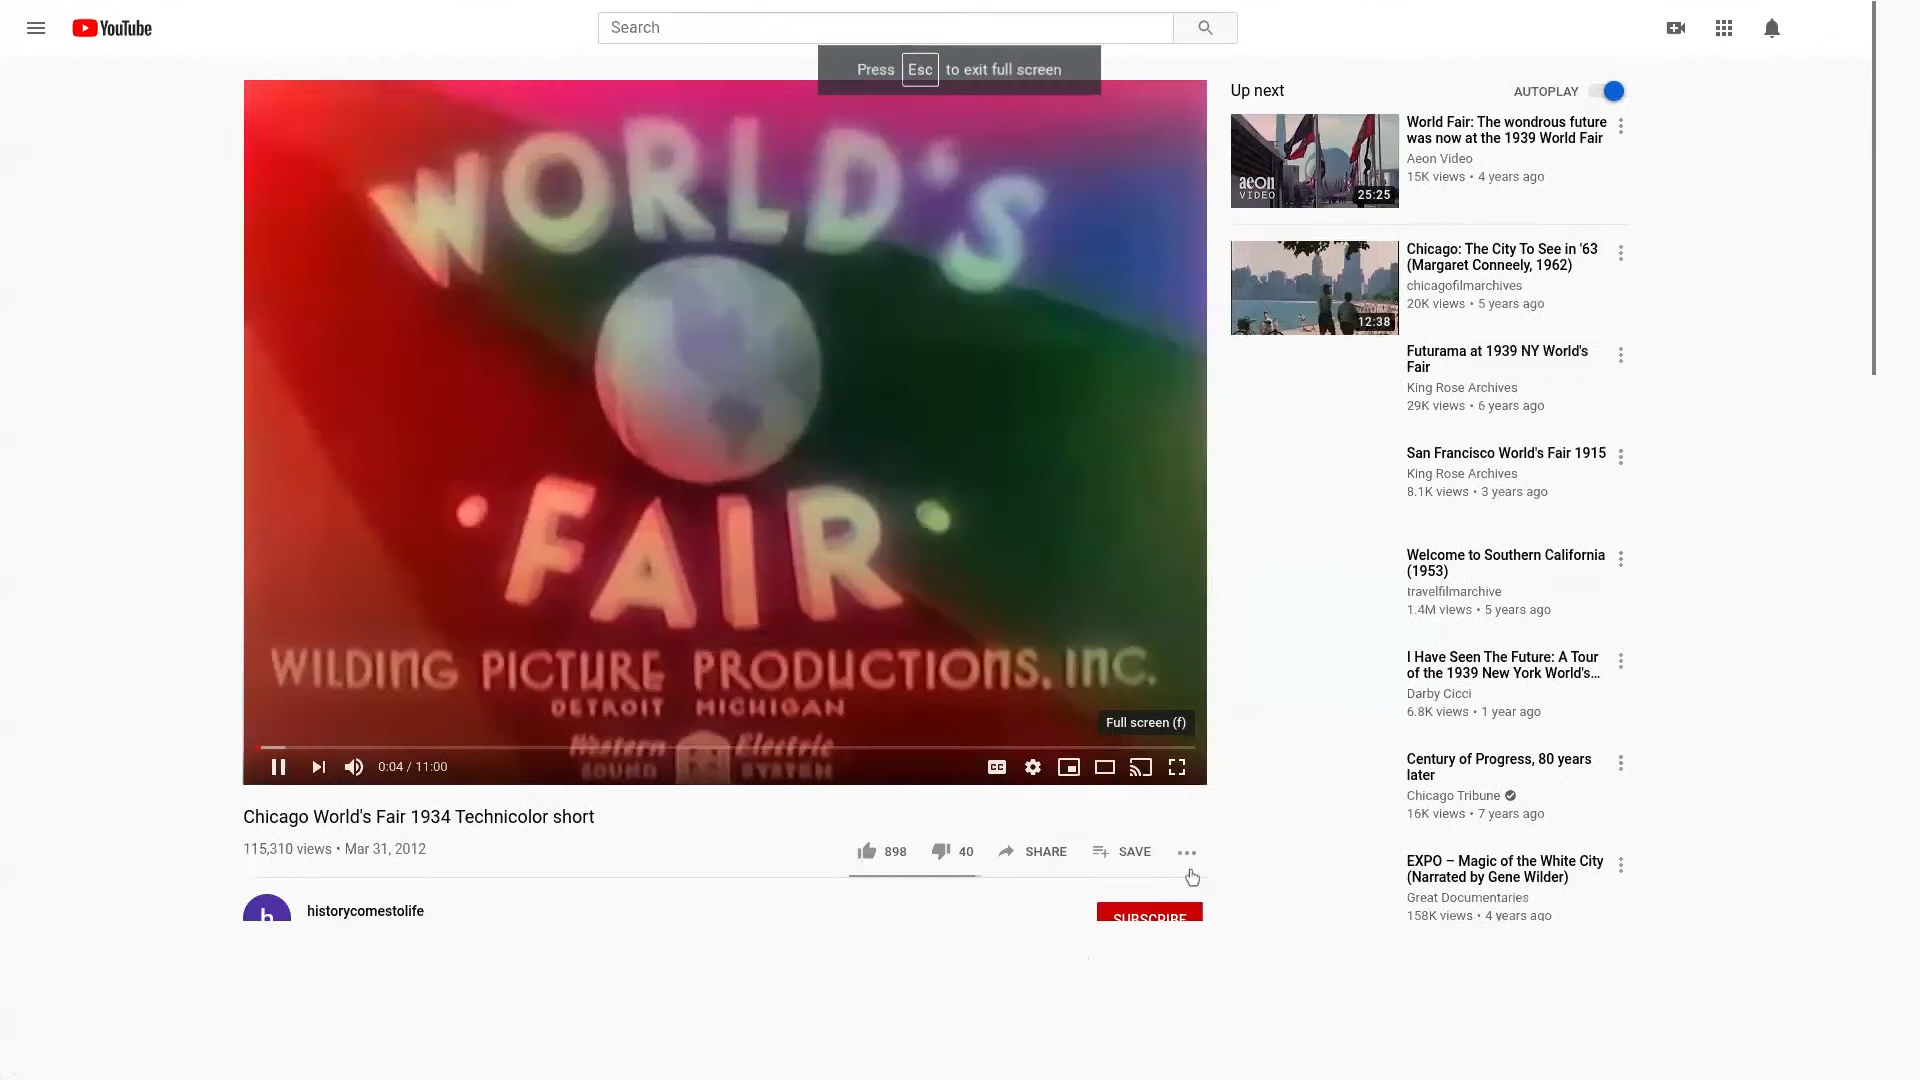 YouTube
Search
Press Esc to exit full screen
WORLD'S
FAIR
WILDING PICTURE PRODUCTIONS, INC.
DETROIT MICHIGAN
Western Electric
SOUND SYSTEM
Full screen (f)
0:04 / 11:00
CC
Chicago World's Fair 1934 Technicolor short
115,310 views • Mar 31, 2012
898
40
SHARE
SAVE
h
historycomestolife
SUBSCRIBE
Up next
AUTOPLAY
aeon
VIDEO
25:25
World Fair: The wondrous future
was now at the 1939 World Fair
Aeon Video
15K views • 4 years ago
12:38
Chicago: The City To See in '63
(Margaret Conneely, 1962)
chicagofilmarchives
20K views • 5 years ago
Futurama at 1939 NY World's
Fair
King Rose Archives
29K views • 6 years ago
San Francisco World's Fair 1915
King Rose Archives
8.1K views • 3 years ago
Welcome to Southern California
(1953)
travelfilmarchive
1.4M views • 5 years ago
I Have Seen The Future: A Tour
of the 1939 New York World's...
Darby Cicci
6.8K views • 1 year ago
Century of Progress, 80 years
later
Chicago Tribune
16K views • 7 years ago
EXPO – Magic of the White City
(Narrated by Gene Wilder)
Great Documentaries
158K views • 4 years ago